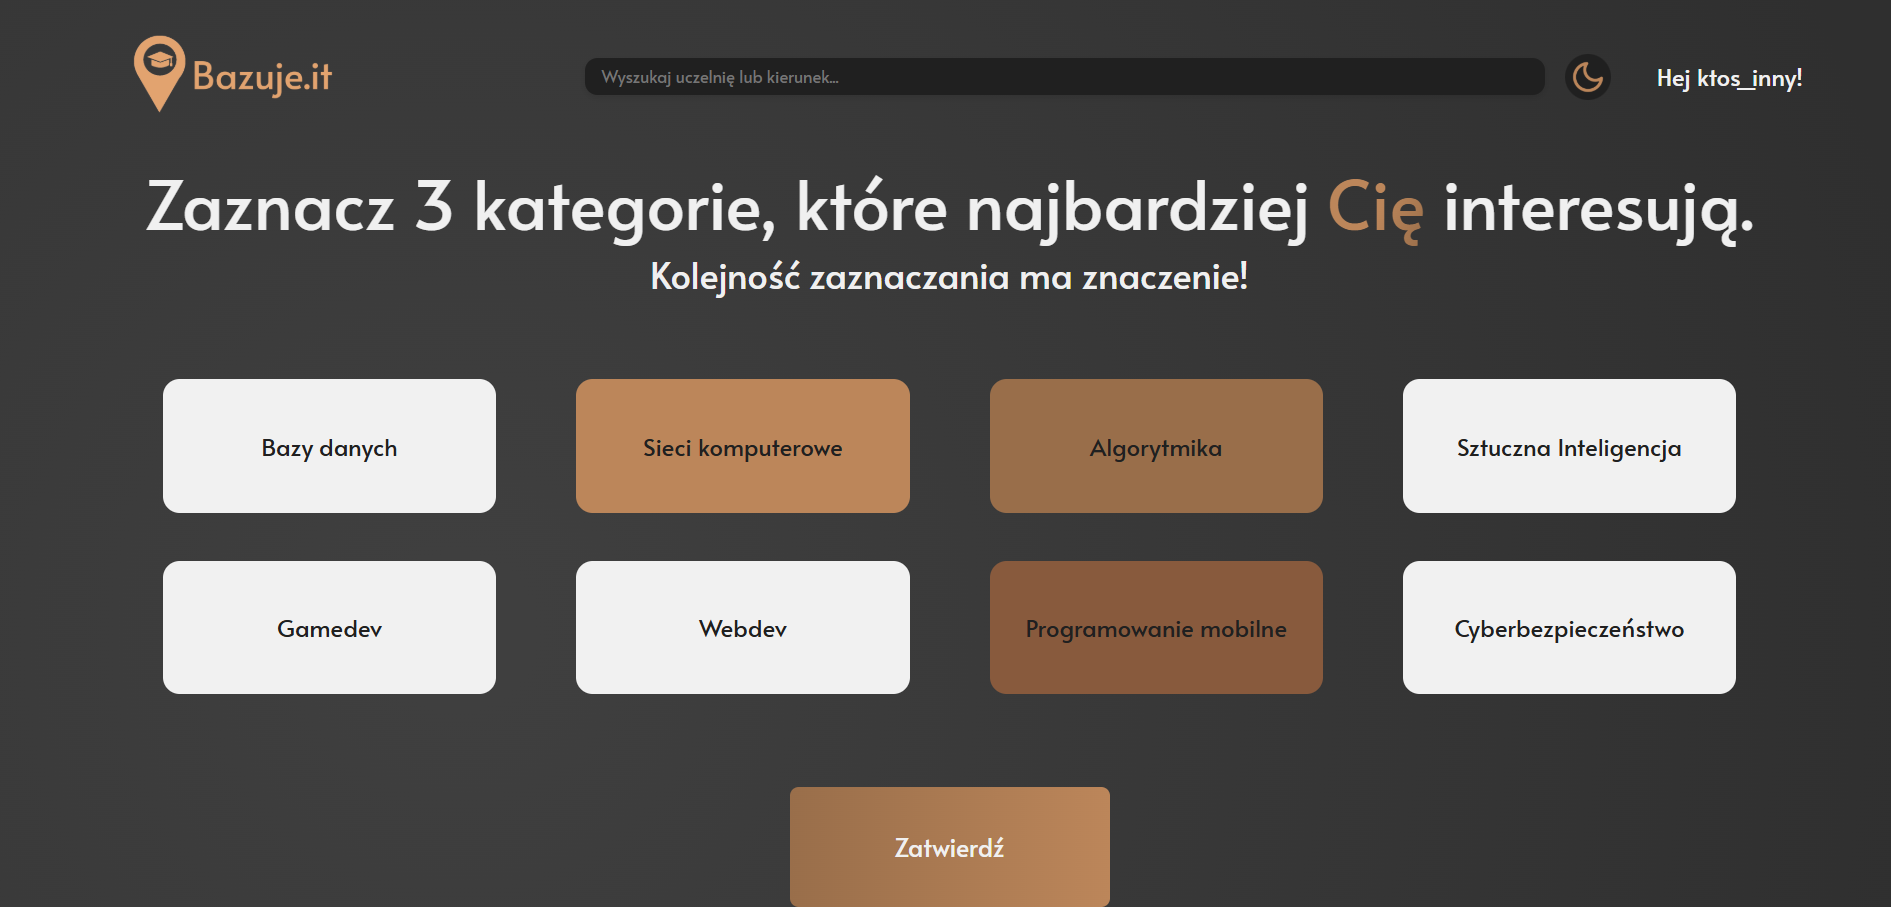 Bazuje.it
Wyszukaj uczelnię lub kierunek...
Hej ktos_inny!
Zaznacz 3 kategorie, które najbardziej Cię interesują.
Kolejność zaznaczania ma znaczenie!
Bazy danych
Sieci komputerowe
Algorytmika
Sztuczna Inteligencja
Gamedev
Webdev
Programowanie mobilne
Cyberbezpieczeństwo
Zatwierdź